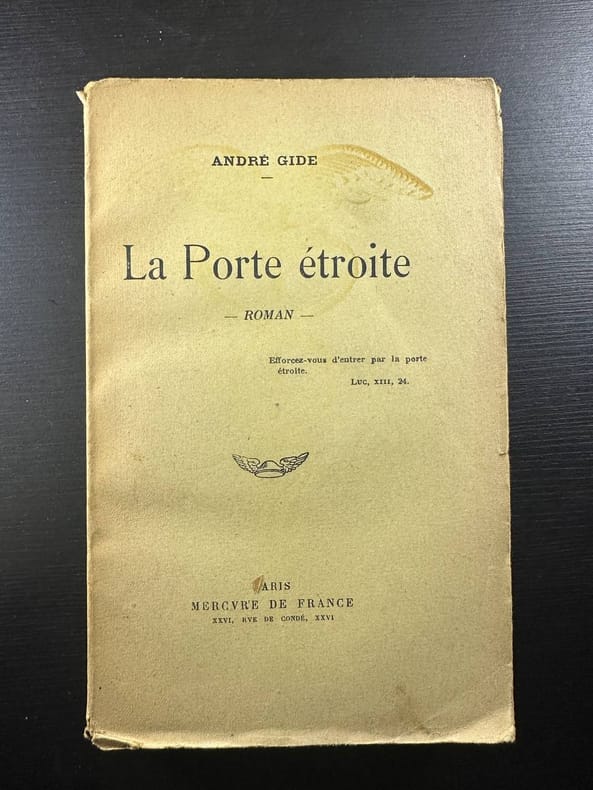 ANDRÉ GIDE
La Porte étroite
— ROMAN —
Efforcez-vous d'entrer par la porte
étroite.
Luc, XIII, 24.
PARIS
MERCVRE DE FRANCE
XXVI, RVE DE CONDÉ, XXVI